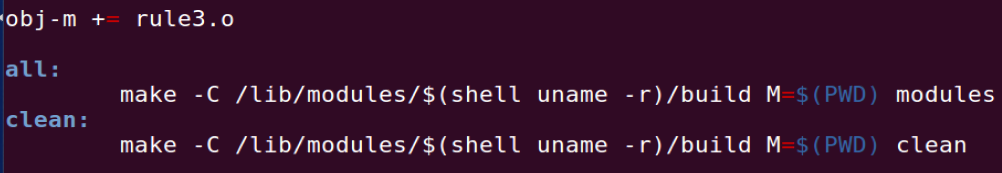 obj-m += rule3.o
all:
make -C /lib/modules/$(shell uname -r)/build M=$(PWD) modules
clean:
make -C /lib/modules/$(shell uname -r)/build M=$(PWD) clean